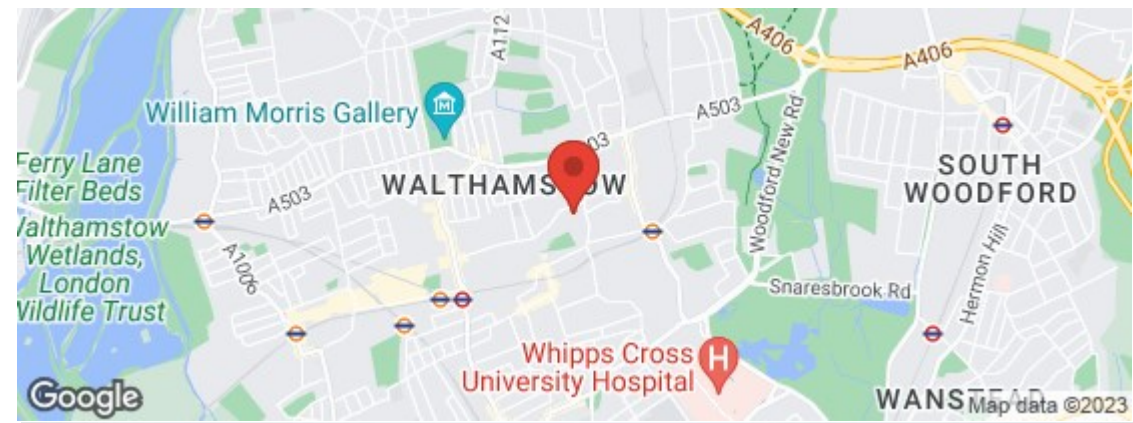 A406
A406
A112
William Morris Gallery
A503
Ferry Lane
Filter Beds
WALTHAMSTOW
03
Woodford New Rd
SOUTH
WOODFORD
A503
Walthamstow
Wetlands,
London
Wildlife Trust
A1006
Snaresbrook Rd
Hermon Hill
Whipps Cross
University Hospital
H
M
WANSTEAD
Google
Map data ©2023